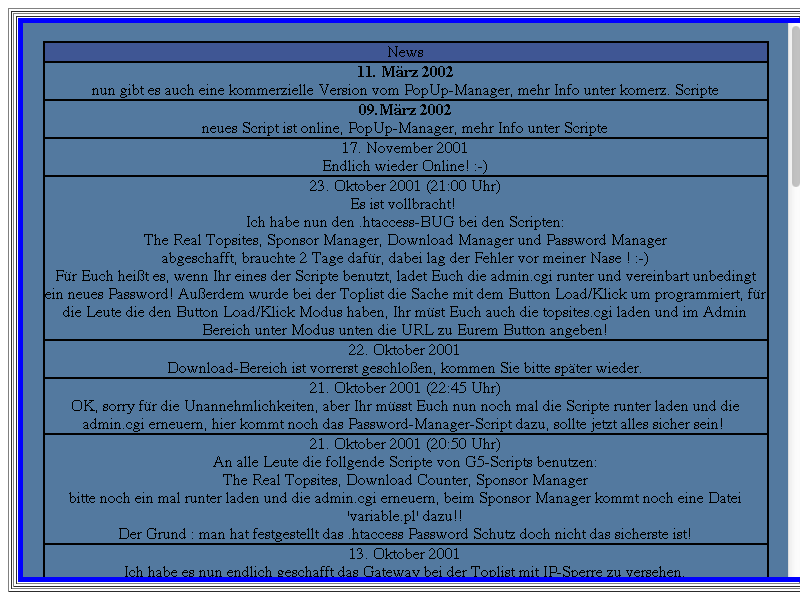 News
11. März 2002
nun gibt es auch eine kommerzielle Version vom PopUp-Manager, mehr Info unter komerz. Scripte
09.März 2002
neues Script ist online, PopUp-Manager, mehr Info unter Scripte
17. November 2001
Endlich wieder Online! :-)
23. Oktober 2001 (21:00 Uhr)
Es ist vollbracht!
Ich habe nun den .htaccess-BUG bei den Scripten:
The Real Topsites, Sponsor Manager, Download Manager und Password Manager
abgeschafft, brauchte 2 Tage dafür, dabei lag der Fehler vor meiner Nase ! :-)
Für Euch heißt es, wenn Ihr eines der Scripte benutzt, ladet Euch die admin.cgi runter und vereinbart unbedingt
ein neues Password! Außerdem wurde bei der Toplist die Sache mit dem Button Load/Klick um programmiert, für
die Leute die den Button Load/Klick Modus haben, Ihr müst Euch auch die topsites.cgi laden und im Admin
Bereich unter Modus unten die URL zu Eurem Button angeben!
22. Oktober 2001
Download-Bereich ist vorrerst geschloßen, kommen Sie bitte später wieder.
21. Oktober 2001 (22:45 Uhr)
OK, sorry für die Unannehmlichkeiten, aber Ihr müsst Euch nun noch mal die Scripte runter laden und die
admin.cgi erneuern, hier kommt noch das Password-Manager-Script dazu, sollte jetzt alles sicher sein!
21. Oktober 2001 (20:50 Uhr)
An alle Leute die follgende Scripte von G5-Scripts benutzen:
The Real Topsites, Download Counter, Sponsor Manager
bitte noch ein mal runter laden und die admin.cgi erneuern, beim Sponsor Manager kommt noch eine Datei
'variable.pl' dazu!!
Der Grund : man hat festgestellt das .htaccess Password Schutz doch nicht das sicherste ist!
13. Oktober 2001
Ich habe es nun endlich geschafft das Gateway bei der Toplist mit IP-Sperre zu versehen.